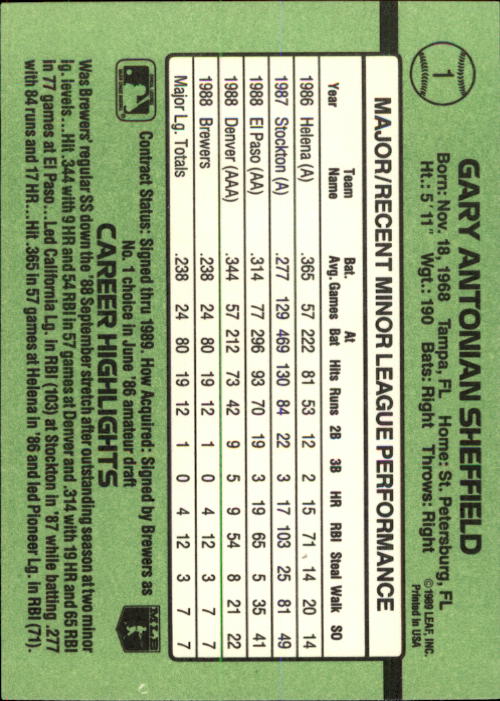 1
GARY ANTONIAN SHEFFIELD
Born: Nov. 18, 1968 Tampa, FL Home: St. Petersburg, FL
Ht.: 5' 11" Wgt.: 190 Bats: Right Throws: Right
©1989 LEAF, INC.
Printed in USA
MAJOR/RECENT MINOR LEAGUE PERFORMANCE
Year Team Name Bat. Avg. Games At Bat Hits Runs 2B 3B HR RBI Steal Walk SO
1986 Helena (A) .365 57 222 81 53 12 2 15 71 14 20 14
1987 Stockton (A) .277 129 469 130 84 22 3 17 103 25 81 49
1988 El Paso (AA) .314 77 296 93 70 19 3 19 65 5 35 41
1988 Denver (AAA) .344 57 212 73 42 9 5 9 54 8 21 22
1988 Brewers .238 24 80 19 12 1 0 4 12 3 7 7
Major Lg. Totals .238 24 80 19 12 1 0 4 12 3 7 7
Contract Status: Signed thru 1989. How Acquired: Signed by Brewers as
No. 1 choice in June '86 amateur draft
MLB
CAREER HIGHLIGHTS
Was Brewers' regular SS down the '88 September stretch after outstanding season at two minor
lg. levels...Hit .344 with 9 HR and 54 RBI in 57 games at Denver and .314 with 19 HR and 65 RBI
in 77 games at El Paso...Led California Lg. in RBI (103) at Stockton in '87 while batting .277
with 84 runs and 17 HR...Hit .365 in 57 games at Helena in '86 and led Pioneer Lg. in RBI (71).